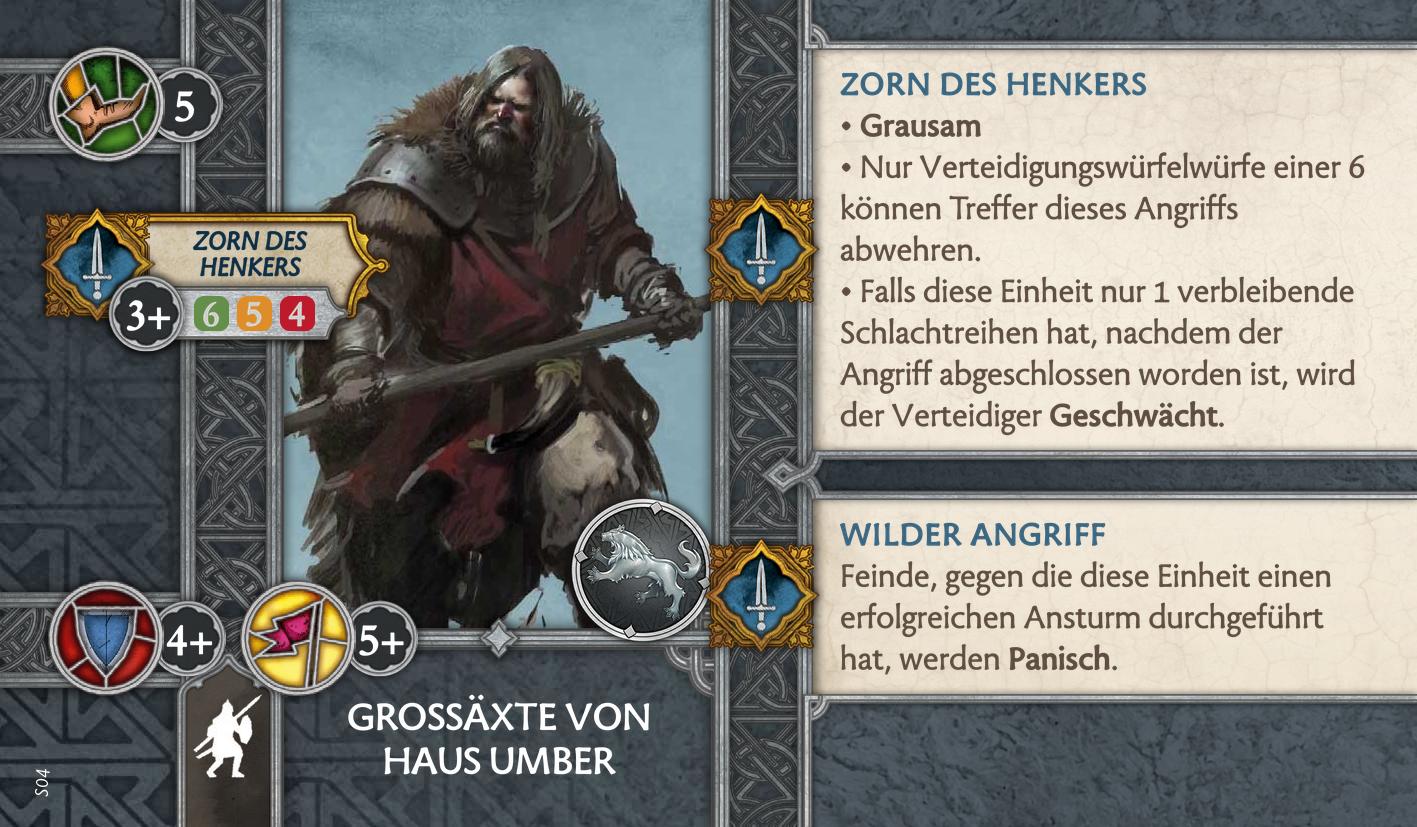 5
ZORN DES
HENKERS
3+ 6 5 4
4+ 5+
GROSSÄXTE VON
HAUS UMBER
S04
ZORN DES HENKERS
• Grausam
• Nur Verteidigungswürfelwürfe einer 6
können Treffer dieses Angriffs
abwehren.
• Falls diese Einheit nur 1 verbleibende
Schlachtreihen hat, nachdem der
Angriff abgeschlossen worden ist, wird
der Verteidiger Geschwächt.
WILDER ANGRIFF
Feinde, gegen die diese Einheit einen
erfolgreichen Ansturm durchgeführt
hat, werden Panisch.